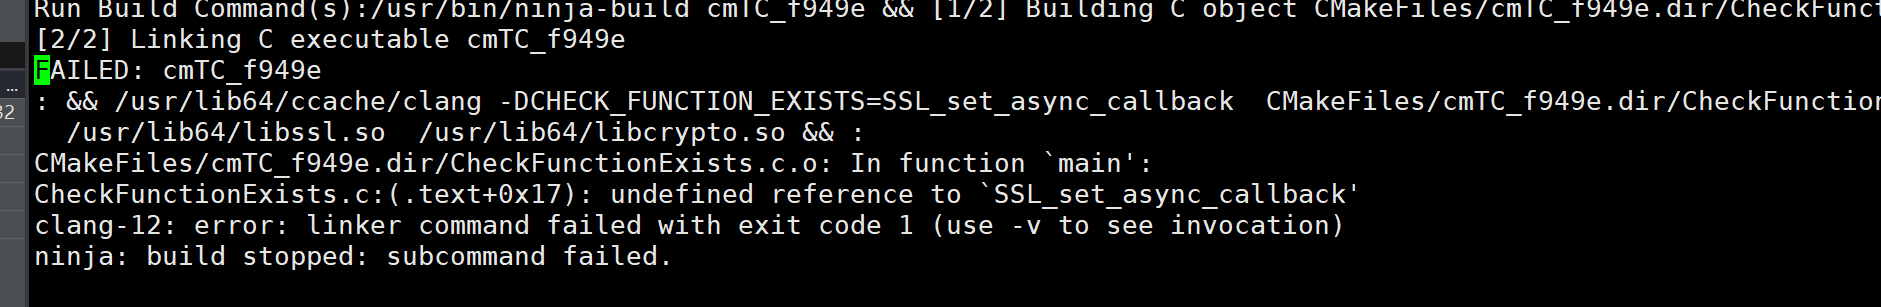 Run Build Command(s):/usr/bin/ninja-build cmTC_f949e && [1/2] Building C object CMakeFiles/cmTC_f949e.dir/CheckFunct
[2/2] Linking C executable cmTC_f949e
FAILED: cmTC_f949e
: && /usr/lib64/ccache/clang -DCHECK_FUNCTION_EXISTS=SSL_set_async_callback  CMakeFiles/cmTC_f949e.dir/CheckFunction
  /usr/lib64/libssl.so  /usr/lib64/libcrypto.so && :
CMakeFiles/cmTC_f949e.dir/CheckFunctionExists.c.o: In function `main':
CheckFunctionExists.c:(.text+0x17): undefined reference to `SSL_set_async_callback'
clang-12: error: linker command failed with exit code 1 (use -v to see invocation)
ninja: build stopped: subcommand failed.